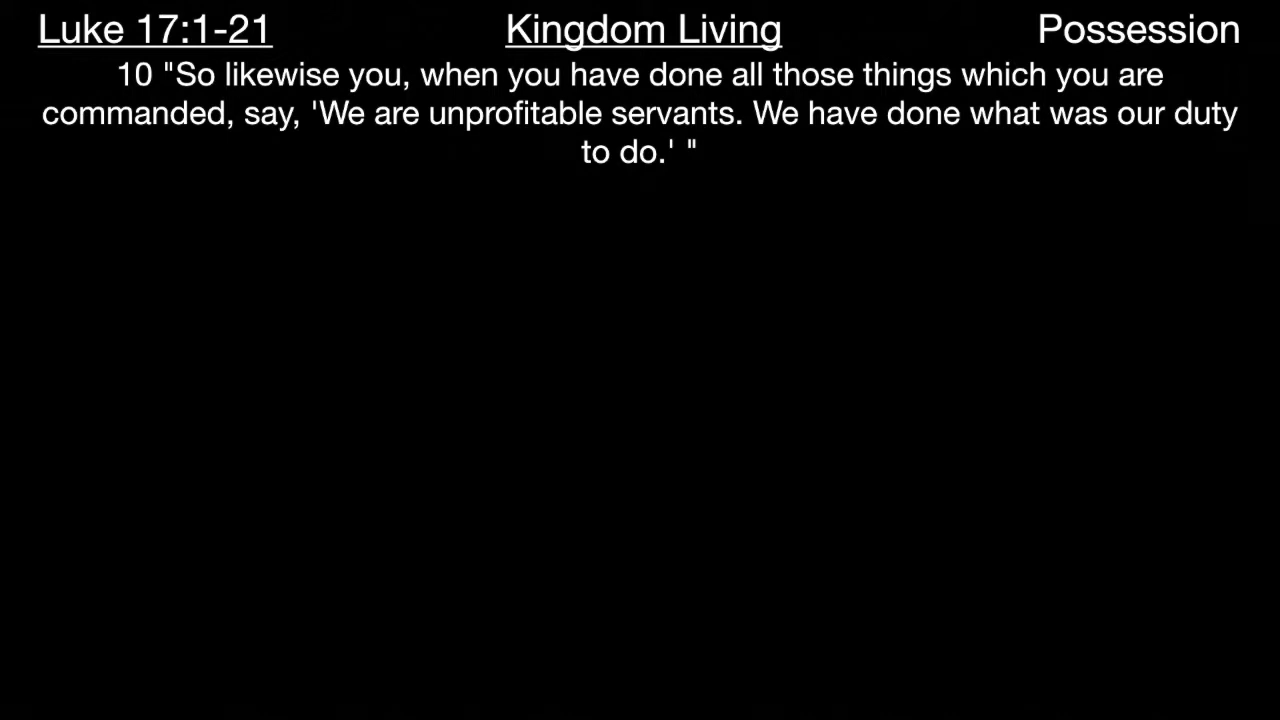 Luke 17:1-21 Kingdom Living Possession
10 "So likewise you, when you have done all those things which you are
commanded, say, 'We are unprofitable servants. We have done what was our duty
to do.' "